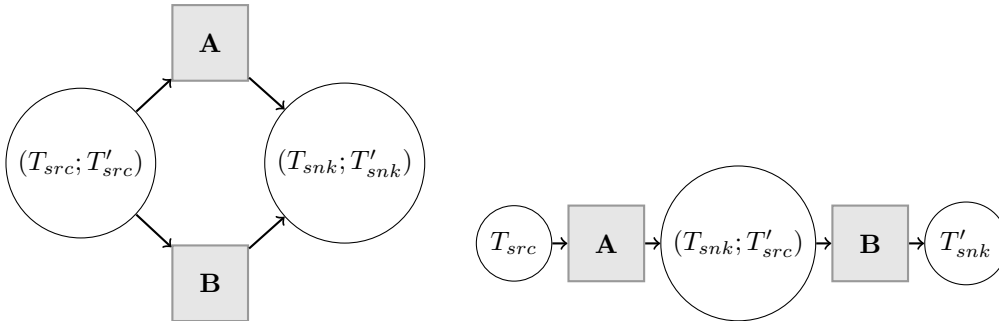 A
(T_src; T'_src)
(T_snk; T'_snk)
B
T_src
A
(T_snk; T'_src)
B
T'_snk